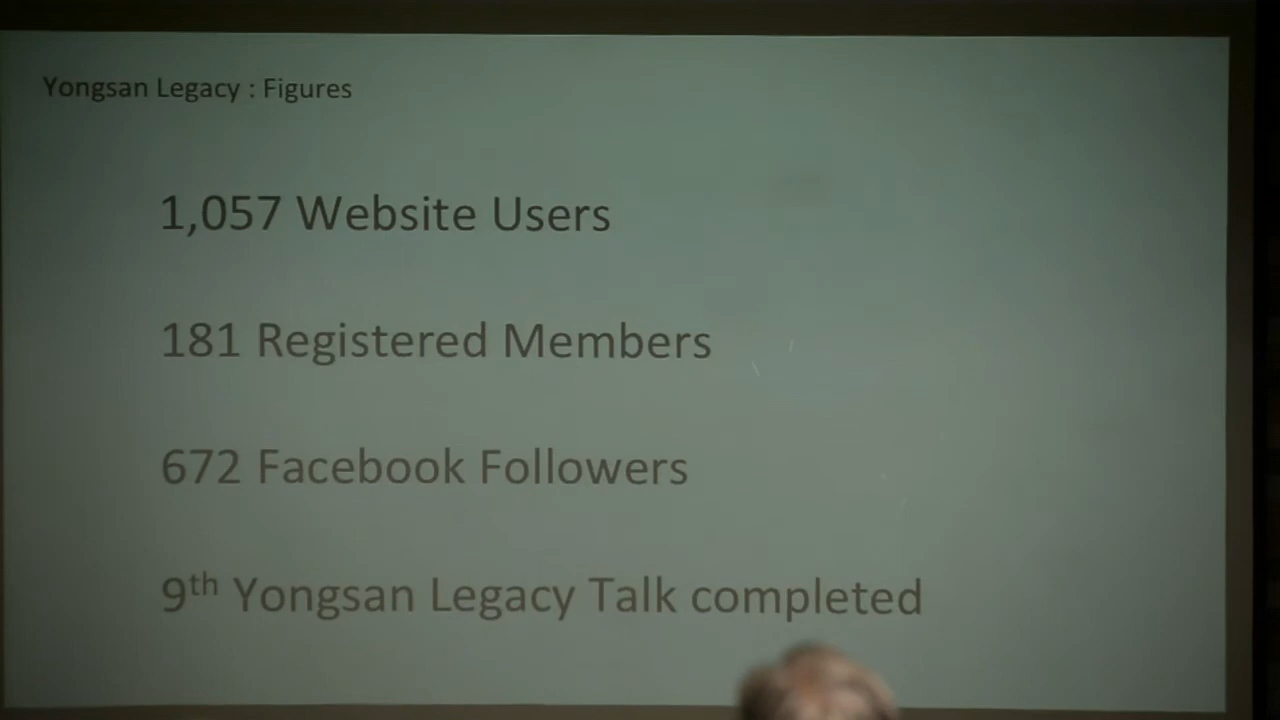 Yongsan Legacy : Figures
1,057 Website Users
181 Registered Members
672 Facebook Followers
9th Yongsan Legacy Talk completed